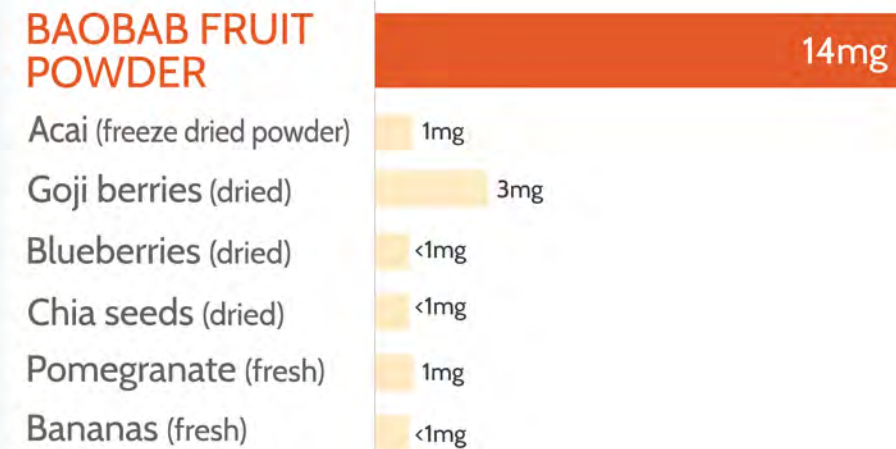 BAOBAB FRUIT
POWDER
14mg
Acai (freeze dried powder)
1mg
Goji berries (dried)
3mg
Blueberries (dried)
<1mg
Chia seeds (dried)
<1mg
Pomegranate (fresh)
1mg
Bananas (fresh)
<1mg